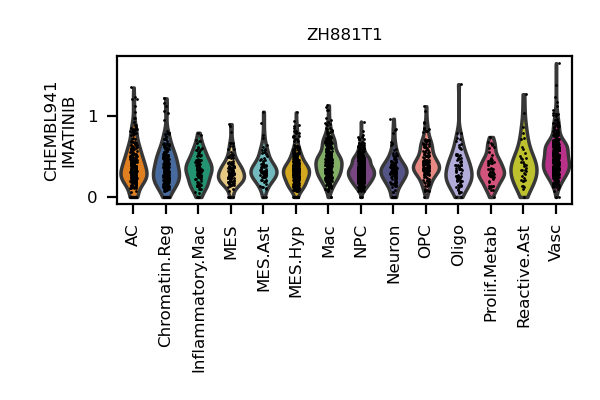 ZH881T1
CHEMBL941
IMATINIB
1
0
AC
Chromatin.Reg
Inflammatory.Mac
MES
MES.Ast
MES.Hyp
Mac
NPC
Neuron
OPC
Oligo
Prolif.Metab
Reactive.Ast
Vasc